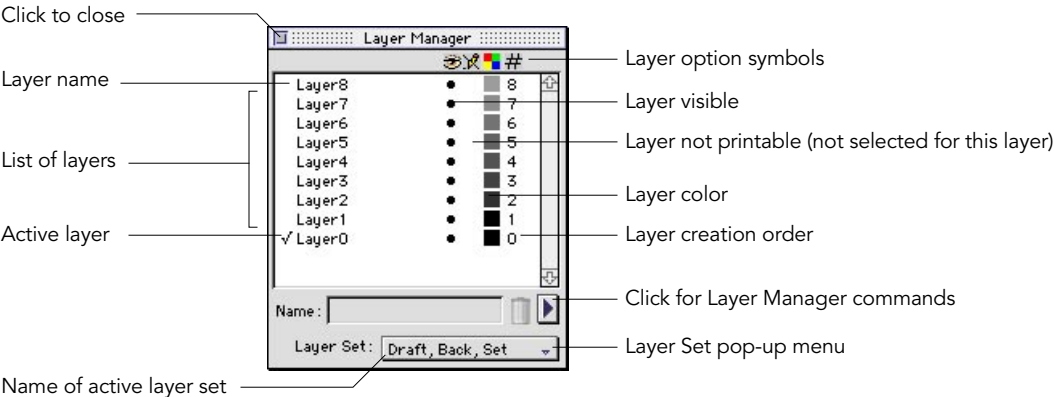 Click to close
Layer Manager
#
Layer option symbols
Layer name
Layer8 8
Layer7 7
Layer visible
Layer6 6
Layer5 5
Layer not printable (not selected for this layer)
List of layers
Layer4 4
Layer3 3
Layer2 2
Layer color
Layer1 1
Active layer
√ Layer0 0
Layer creation order
Name:
Click for Layer Manager commands
Layer Set: Draft, Back, Set
Layer Set pop-up menu
Name of active layer set